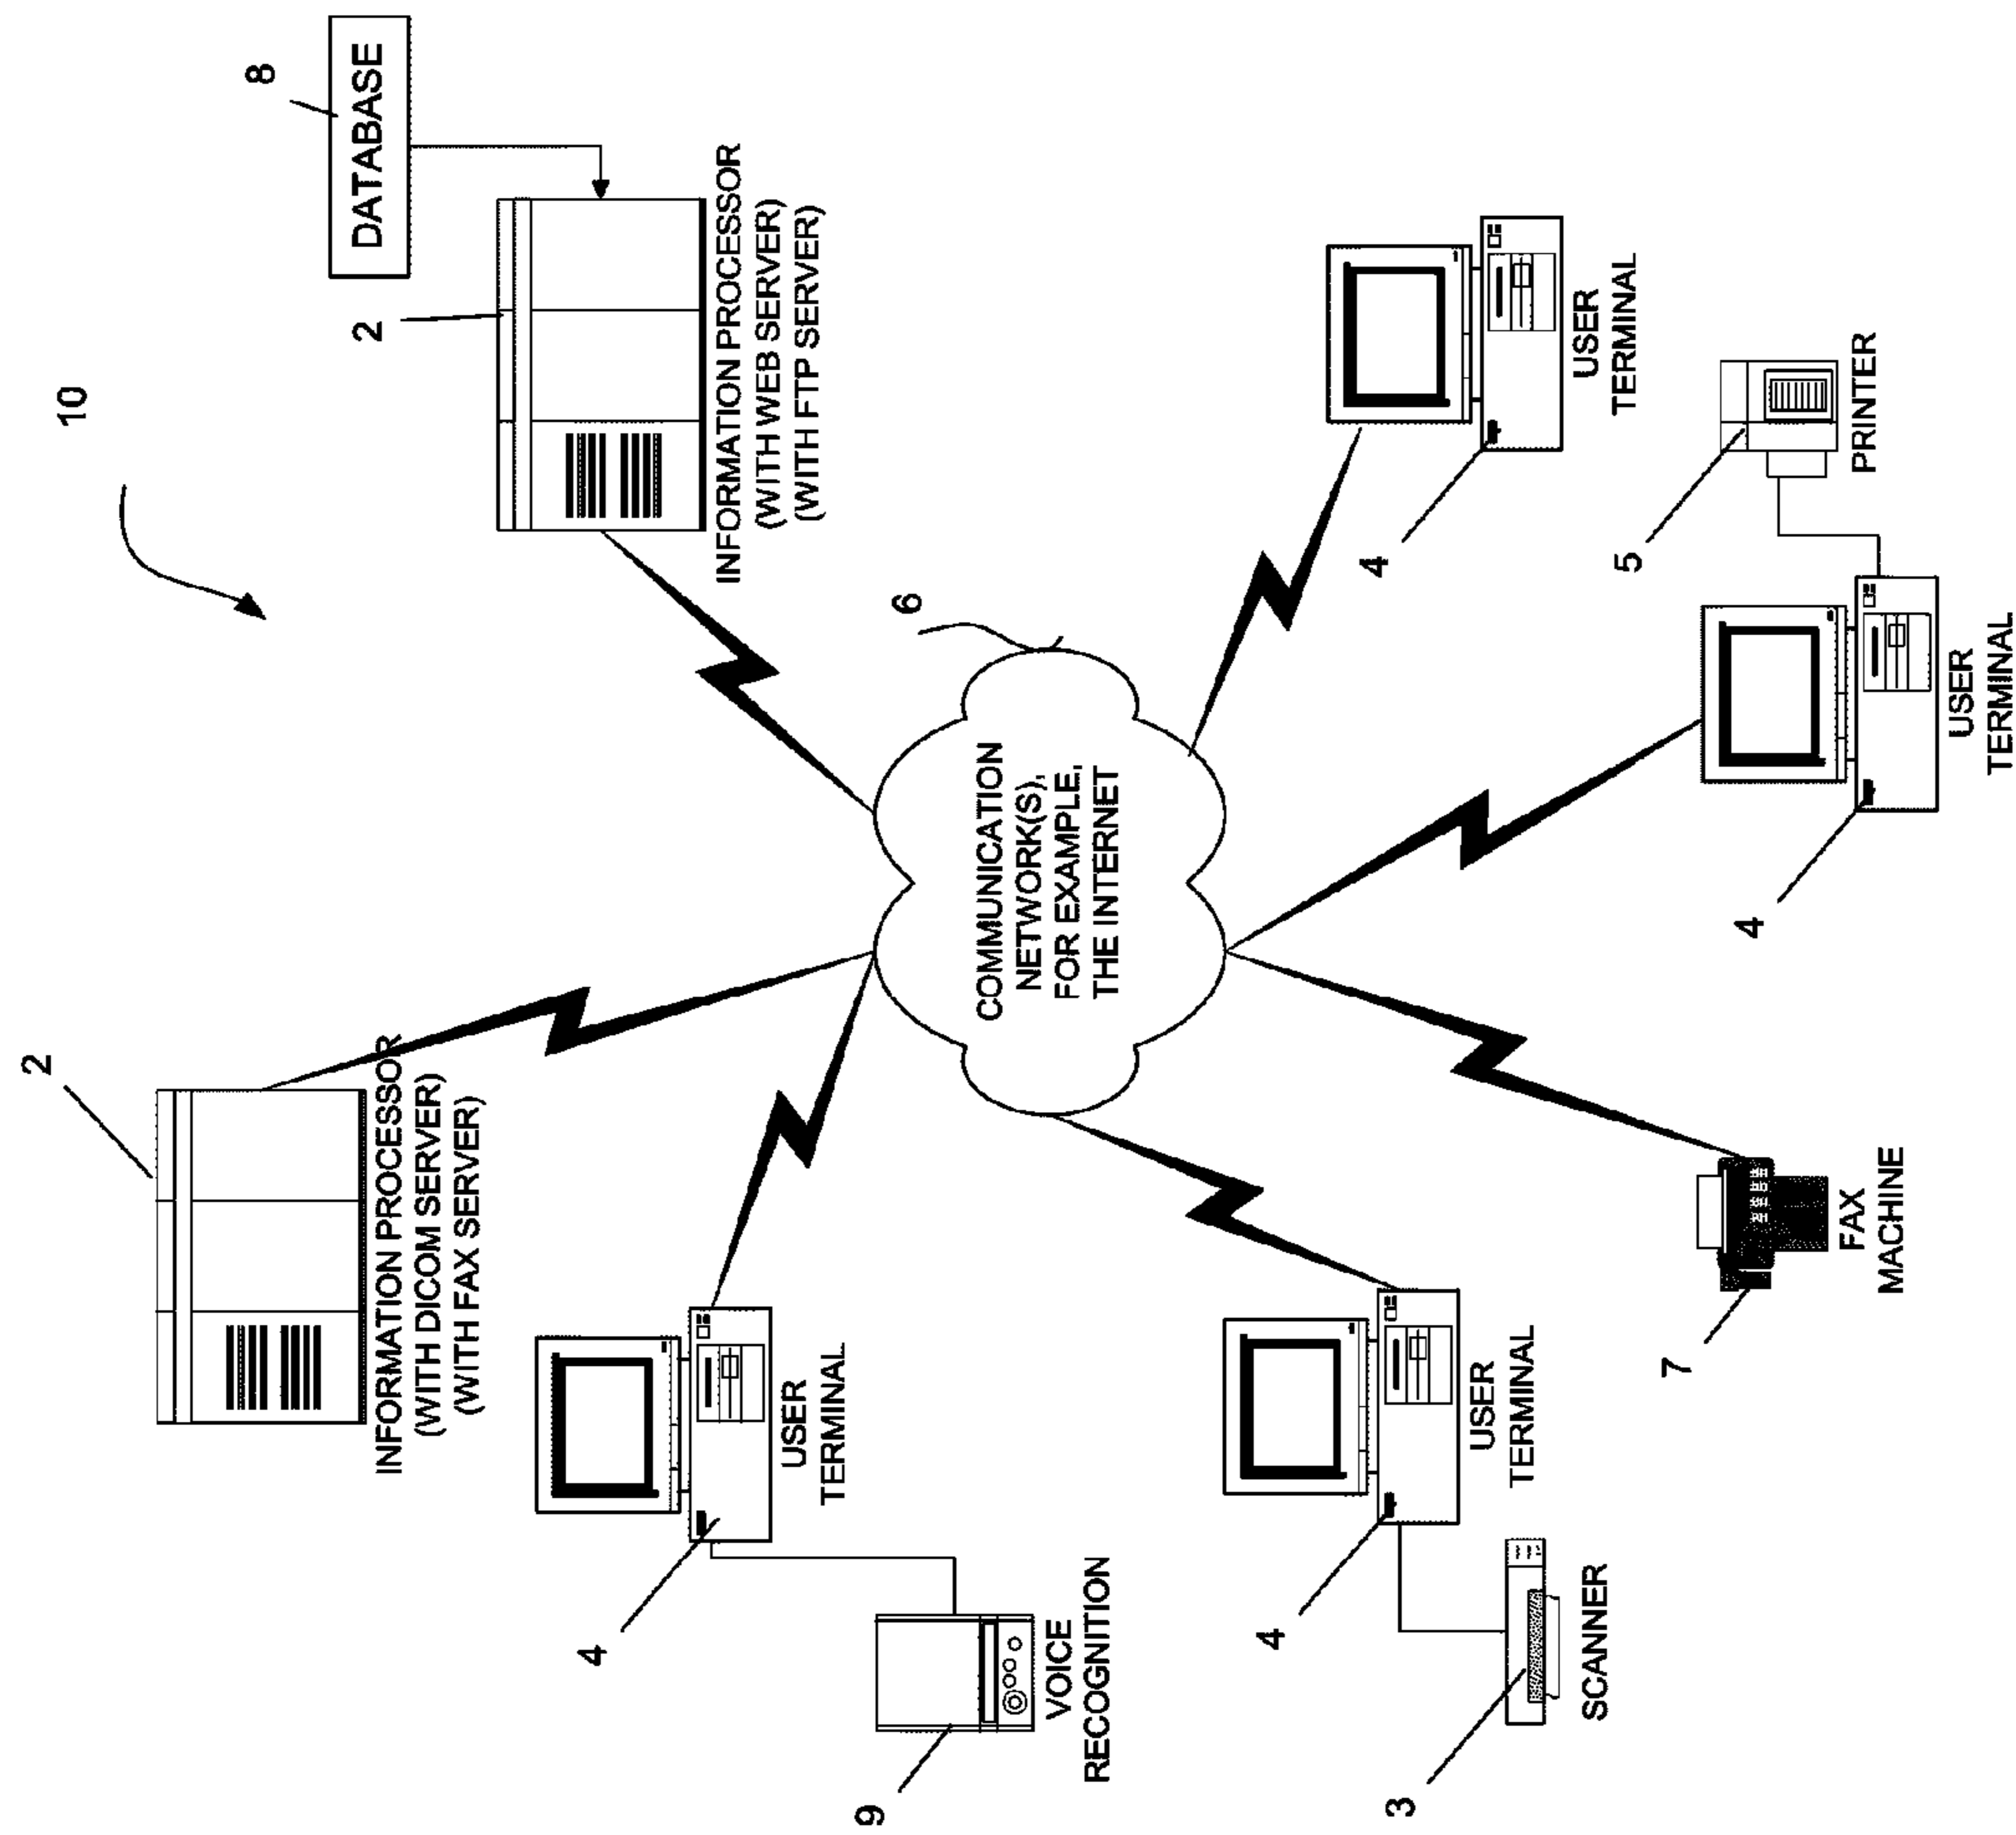 10
2
INFORMATION PROCESSOR
(WITH DICOM SERVER)
(WITH FAX SERVER)
8
DATABASE
2
INFORMATION PROCESSOR
(WITH WEB SERVER)
(WITH FTP SERVER)
4
USER
TERMINAL
9
VOICE
RECOGNITION
6
COMMUNICATION
NETWORK(S),
FOR EXAMPLE,
THE INTERNET
4
USER
TERMINAL
4
USER
TERMINAL
3
SCANNER
7
FAX
MACHINE
4
USER
TERMINAL
5
PRINTER